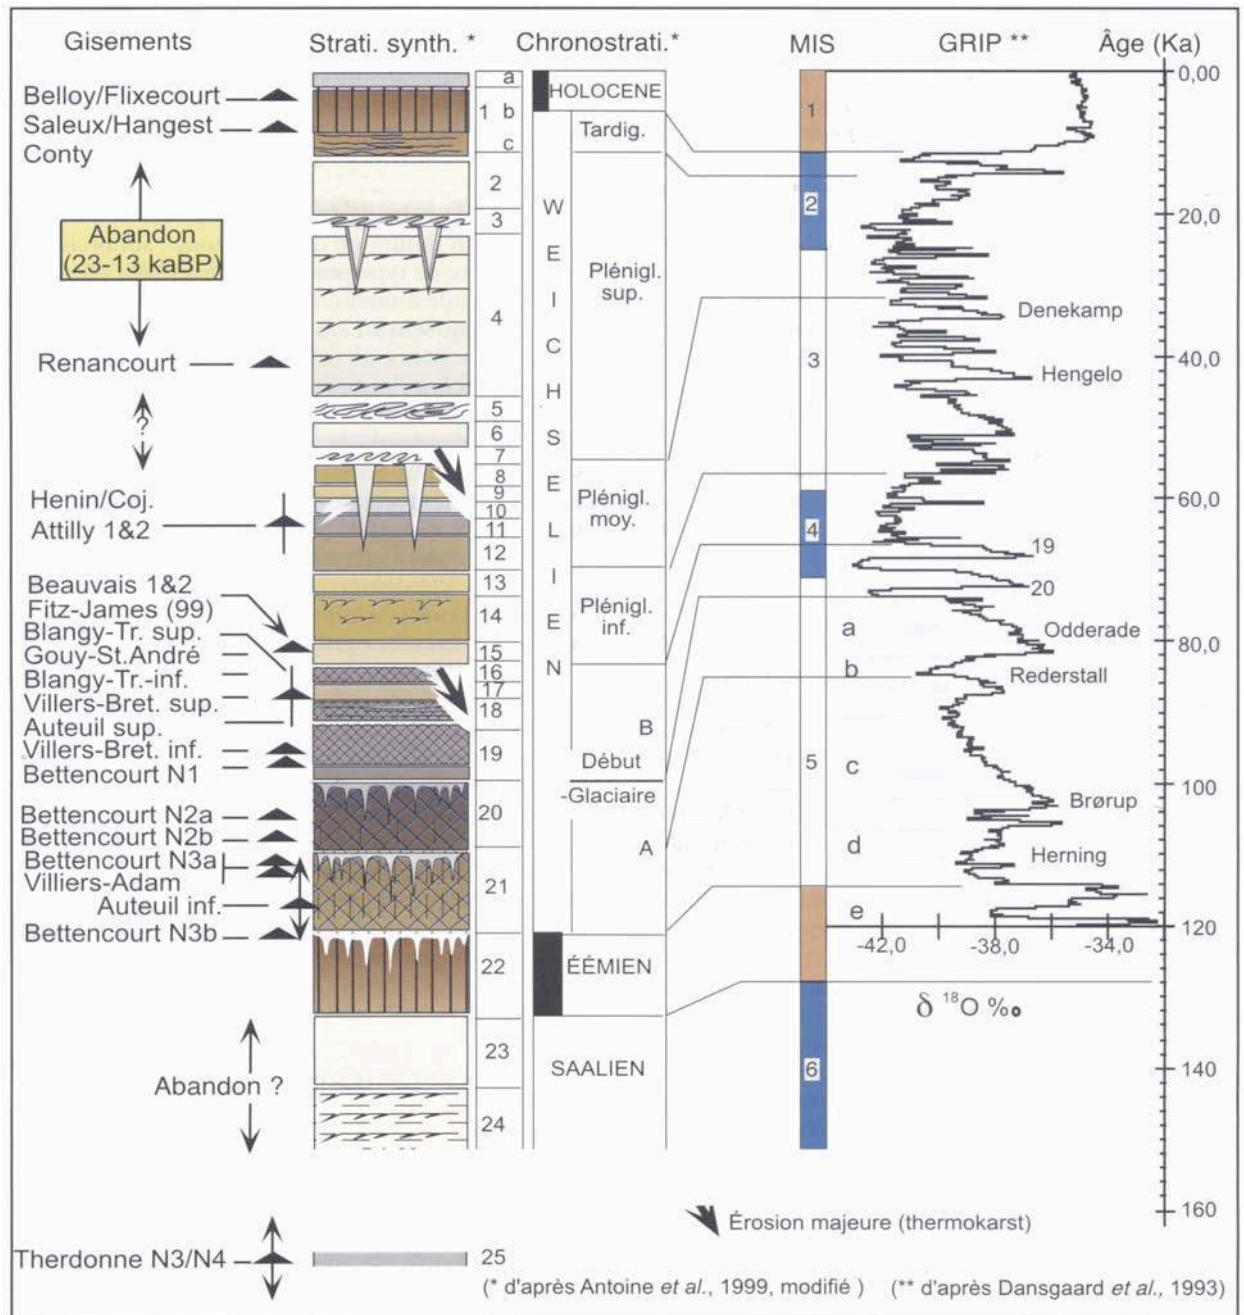 Gisements
Strati. synth. *
Chronostrati.*
MIS
GRIP **
Âge (Ka)
Belloy/Flixecourt
Saleux/Hangest
Conty
Abandon
(23-13 kaBP)
Renancourt
?
Henin/Coj.
Attilly 1&2
Beauvais 1&2
Fitz-James (99)
Blangy-Tr. sup.
Gouy-St.André
Blangy-Tr.-inf.
Villers-Bret. sup.
Auteuil sup.
Villers-Bret. inf.
Bettencourt N1
Bettencourt N2a
Bettencourt N2b
Bettencourt N3a
Villiers-Adam
Auteuil inf.
Bettencourt N3b
Abandon ?
Therdonne N3/N4
a
1 b
c
2
3
4
5
6
7
8
9
10
11
12
13
14
15
16
17
18
19
20
21
22
23
24
25
HOLOCENE
WEICHSELIEN
Tardig.
Plénigl.
sup.
Plénigl.
moy.
Plénigl.
inf.
B
Début
-Glaciaire
A
ÉÉMIEN
SAALIEN
1
2
3
4
5
6
a
b
c
d
e
Denekamp
Hengelo
19
20
Odderade
Rederstall
Brørup
Herning
-42,0
-38,0
-34,0
δ ¹⁸O ‰
0,00
20,0
40,0
60,0
80,0
100
120
140
160
Érosion majeure (thermokarst)
(* d'après Antoine et al., 1999, modifié )
(** d'après Dansgaard et al., 1993)